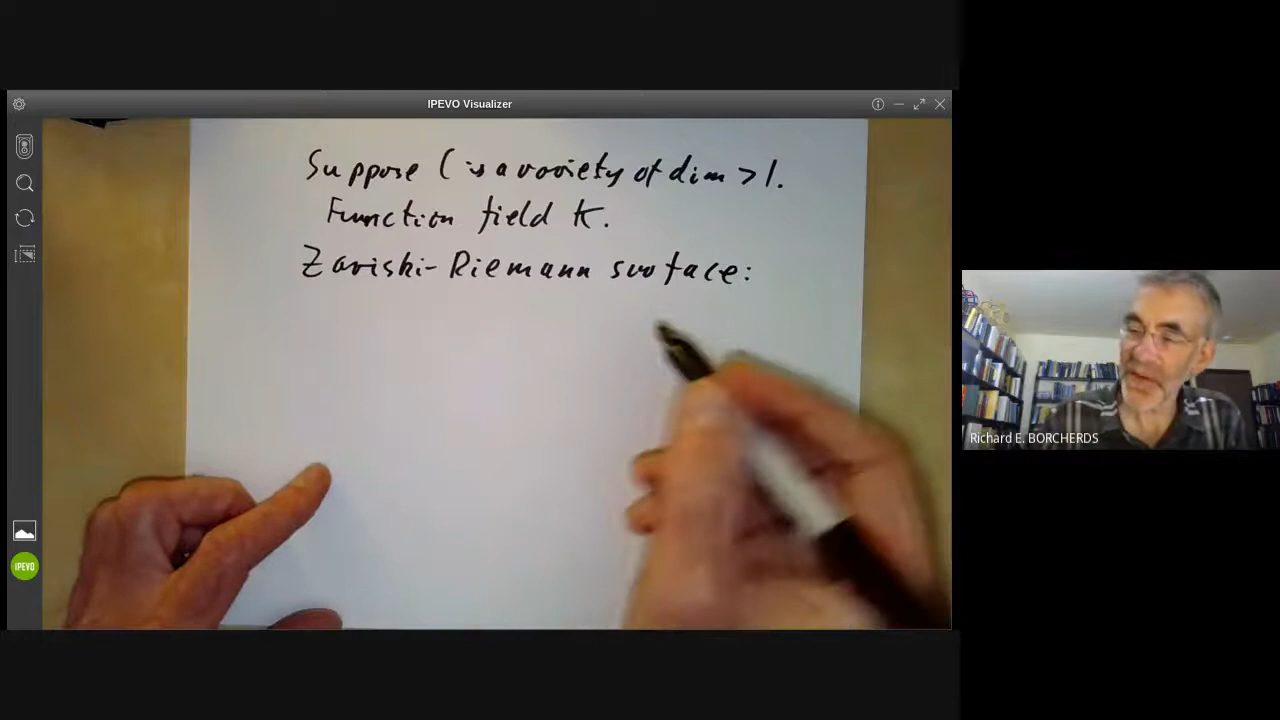 IPEVO Visualizer
Suppose C is a variety of dim > 1.
Function field K.
Zariski-Riemann surface:
Richard E. BORCHERDS
IPEVO